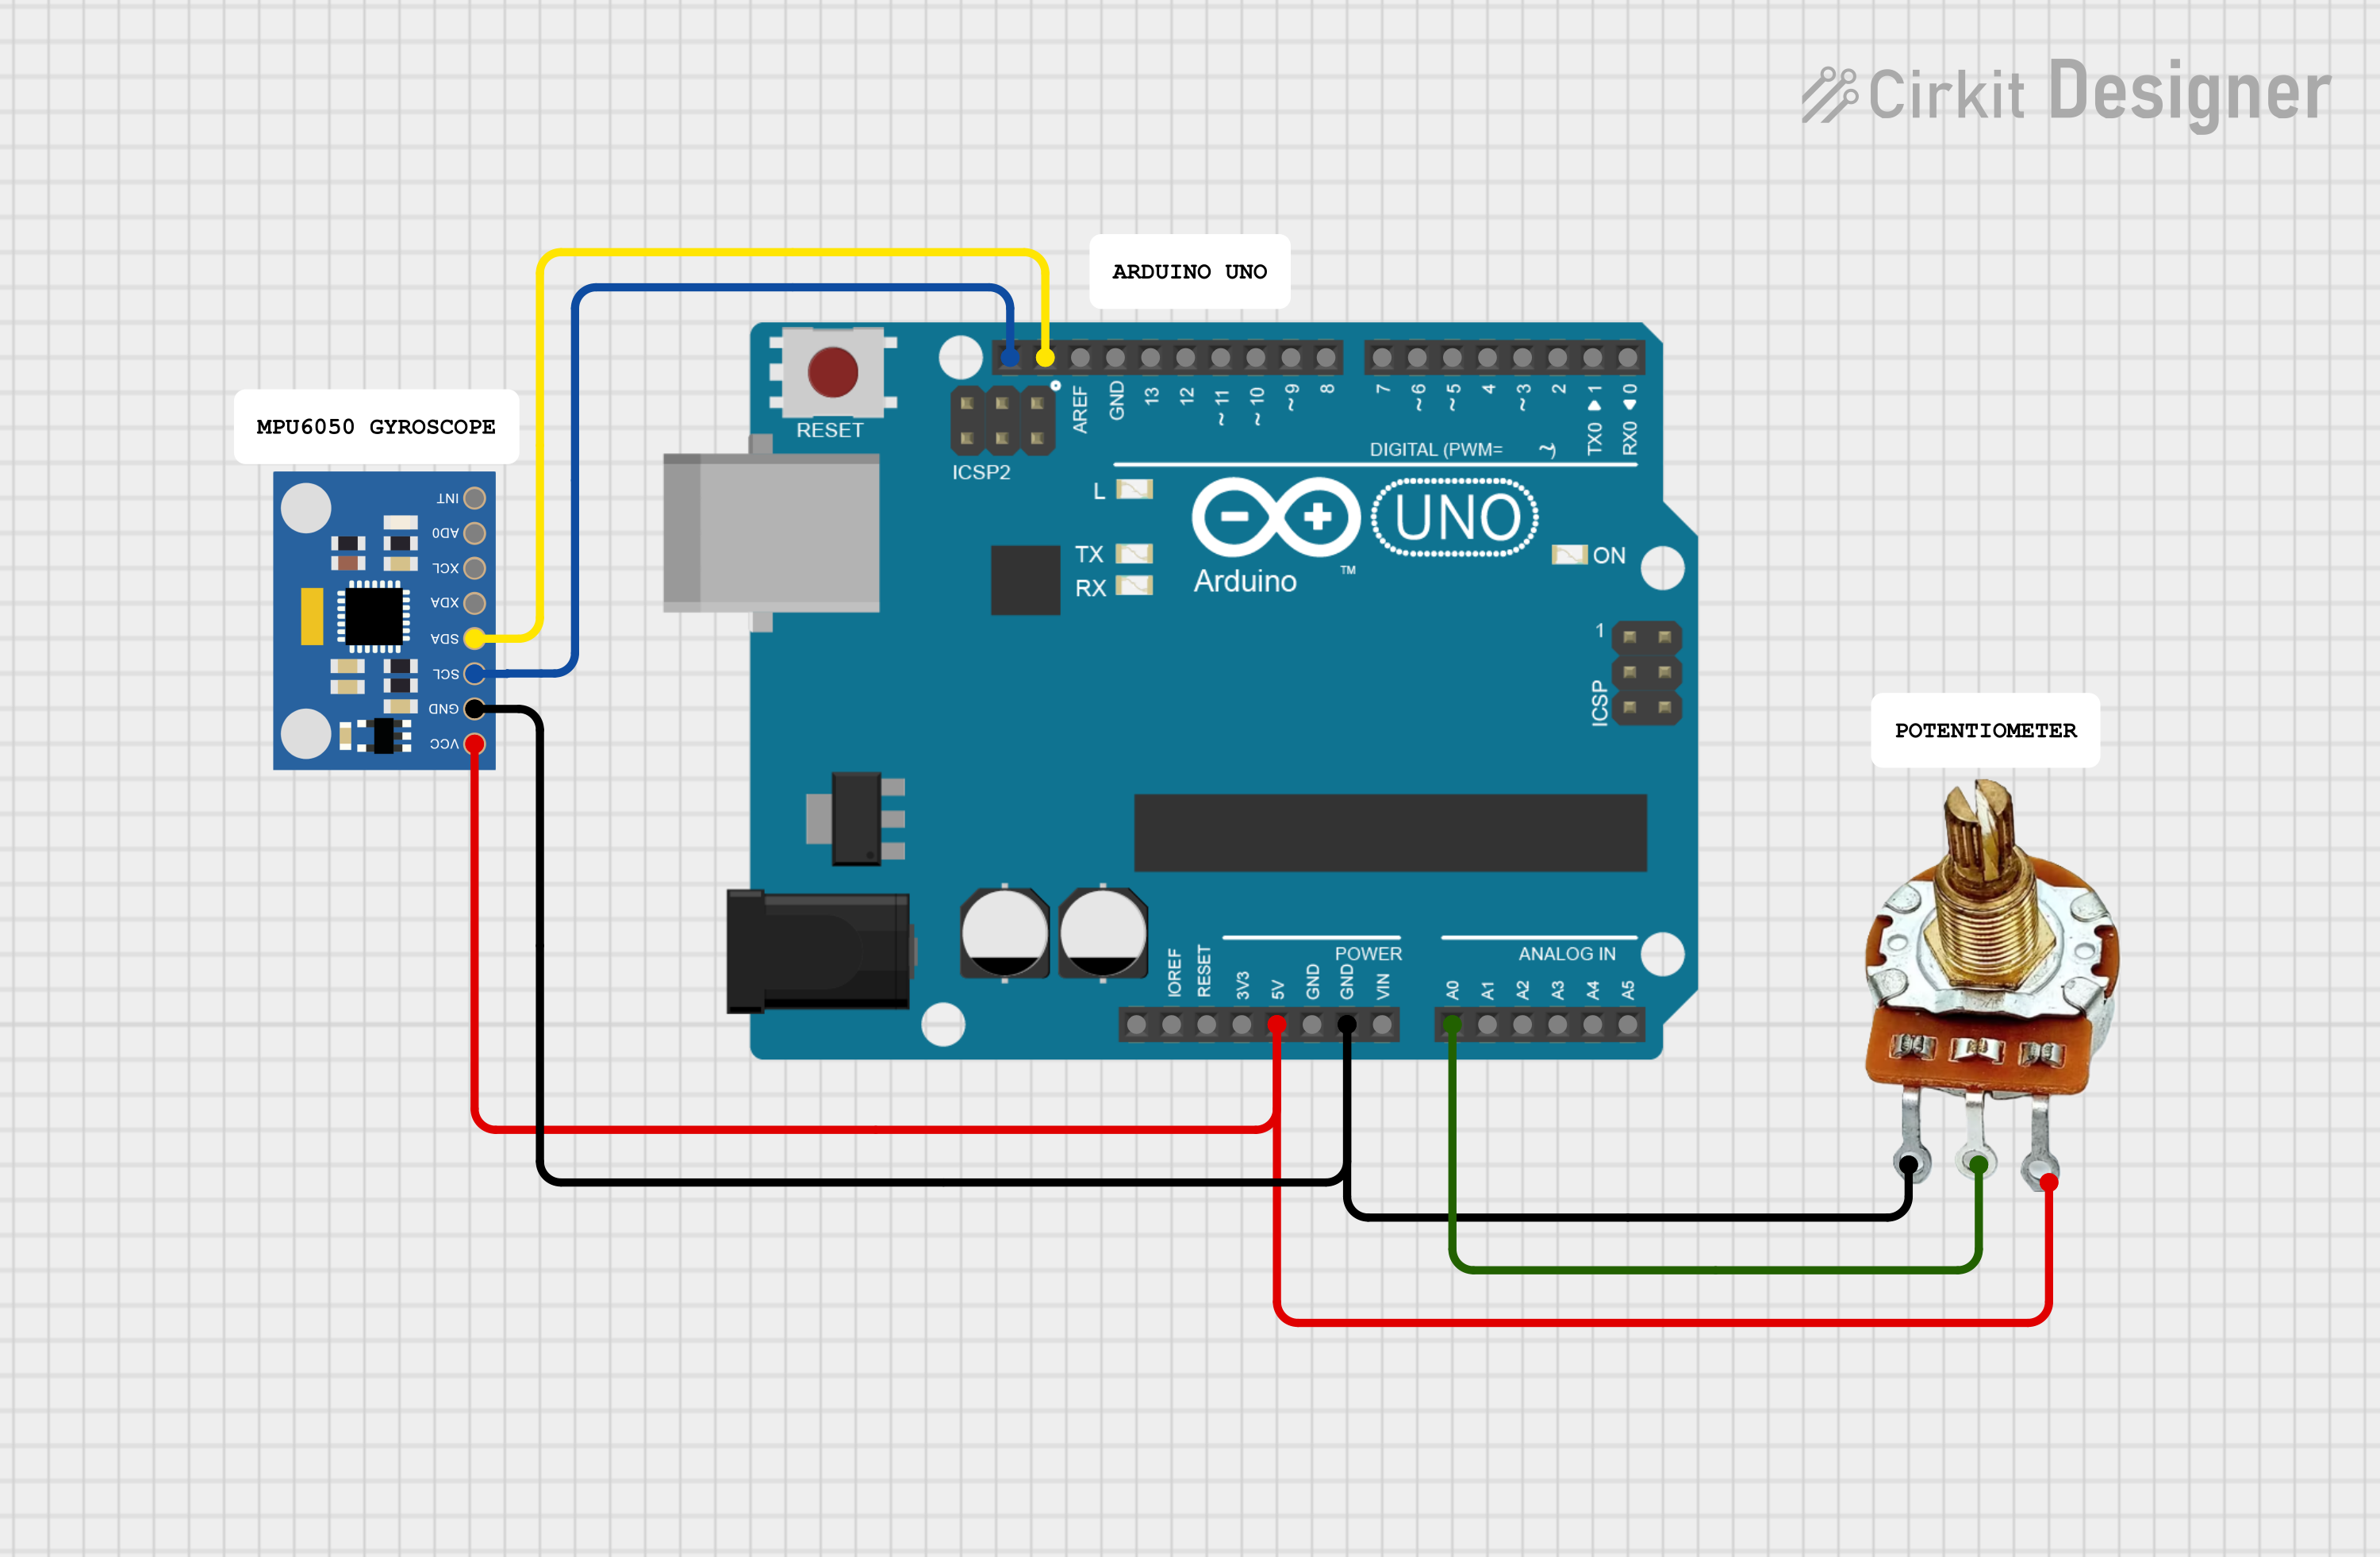 Cirkit Designer
ARDUINO UNO
MPU6050 GYROSCOPE
POTENTIOMETER
RESET
ICSP2
AREF
GND
13
12
~ 11
~ 10
~ 9
8
7
~ 6
~ 5
4
~ 3
2
TX0 ▶ 1
RX0 ◀ 0
DIGITAL (PWM= ~)
L
TX
RX
Arduino
TM
UNO
ON
1
ICSP
INT
AD0
XCL
XDA
SDA
SCL
GND
VCC
IOREF
RESET
3V3
5V
GND
GND
VIN
POWER
ANALOG IN
A0
A1
A2
A3
A4
A5